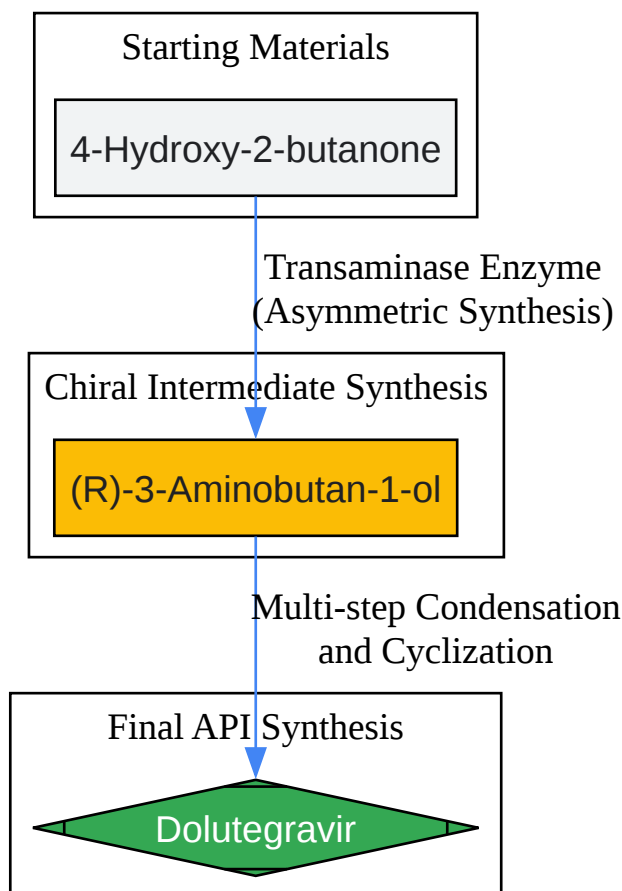 Starting Materials
4-Hydroxy-2-butanone
Transaminase Enzyme
(Asymmetric Synthesis)
Chiral Intermediate Synthesis
(R)-3-Aminobutan-1-ol
Multi-step Condensation
and Cyclization
Final API Synthesis
Dolutegravir